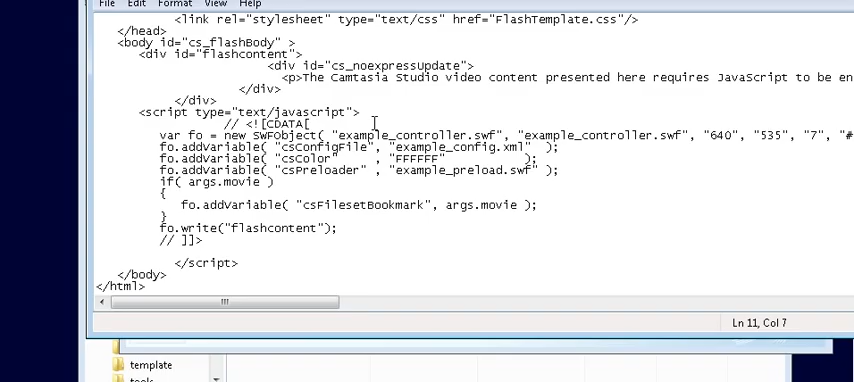 File Edit Format View Help
<link rel="stylesheet" type="text/css" href="FlashTemplate.css"/>
</head>
<body id="cs_flashBody" >
<div id="flashcontent">
<div id="cs_noexpressUpdate">
<p>The Camtasia Studio video content presented here requires JavaScript to be en
</div>
</div>
<script type="text/javascript">
// <![CDATA[
var fo = new SWFObject( "example_controller.swf", "example_controller.swf", "640", "535", "7", "#
fo.addVariable( "csConfigFile", "example_config.xml" );
fo.addVariable( "csColor" , "FFFFFF" );
fo.addVariable( "csPreloader" , "example_preload.swf" );
if( args.movie )
{
fo.addVariable( "csFilesetBookmark", args.movie );
}
fo.write("flashcontent");
// ]]>
</script>
</body>
</html>
Ln 11, Col 7
template
tools